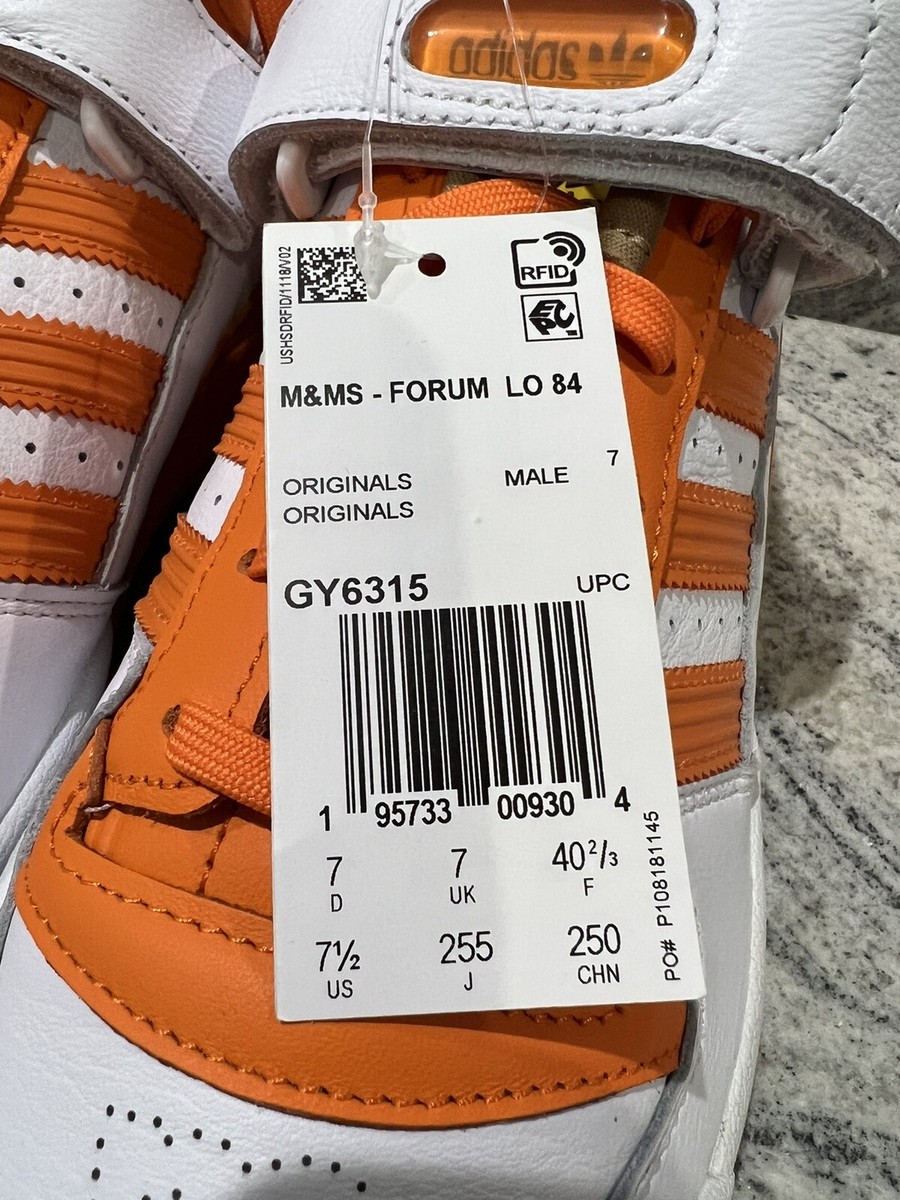 adidas
USHSDRFID/1118/V02
RFID
EPC
M&MS - FORUM LO 84
7
ORIGINALS MALE
ORIGINALS
GY6315 UPC
1 95733 00930 4
7 7 40 2/3
D UK F
7½ 255 250
US J CHN
PO# P108181145